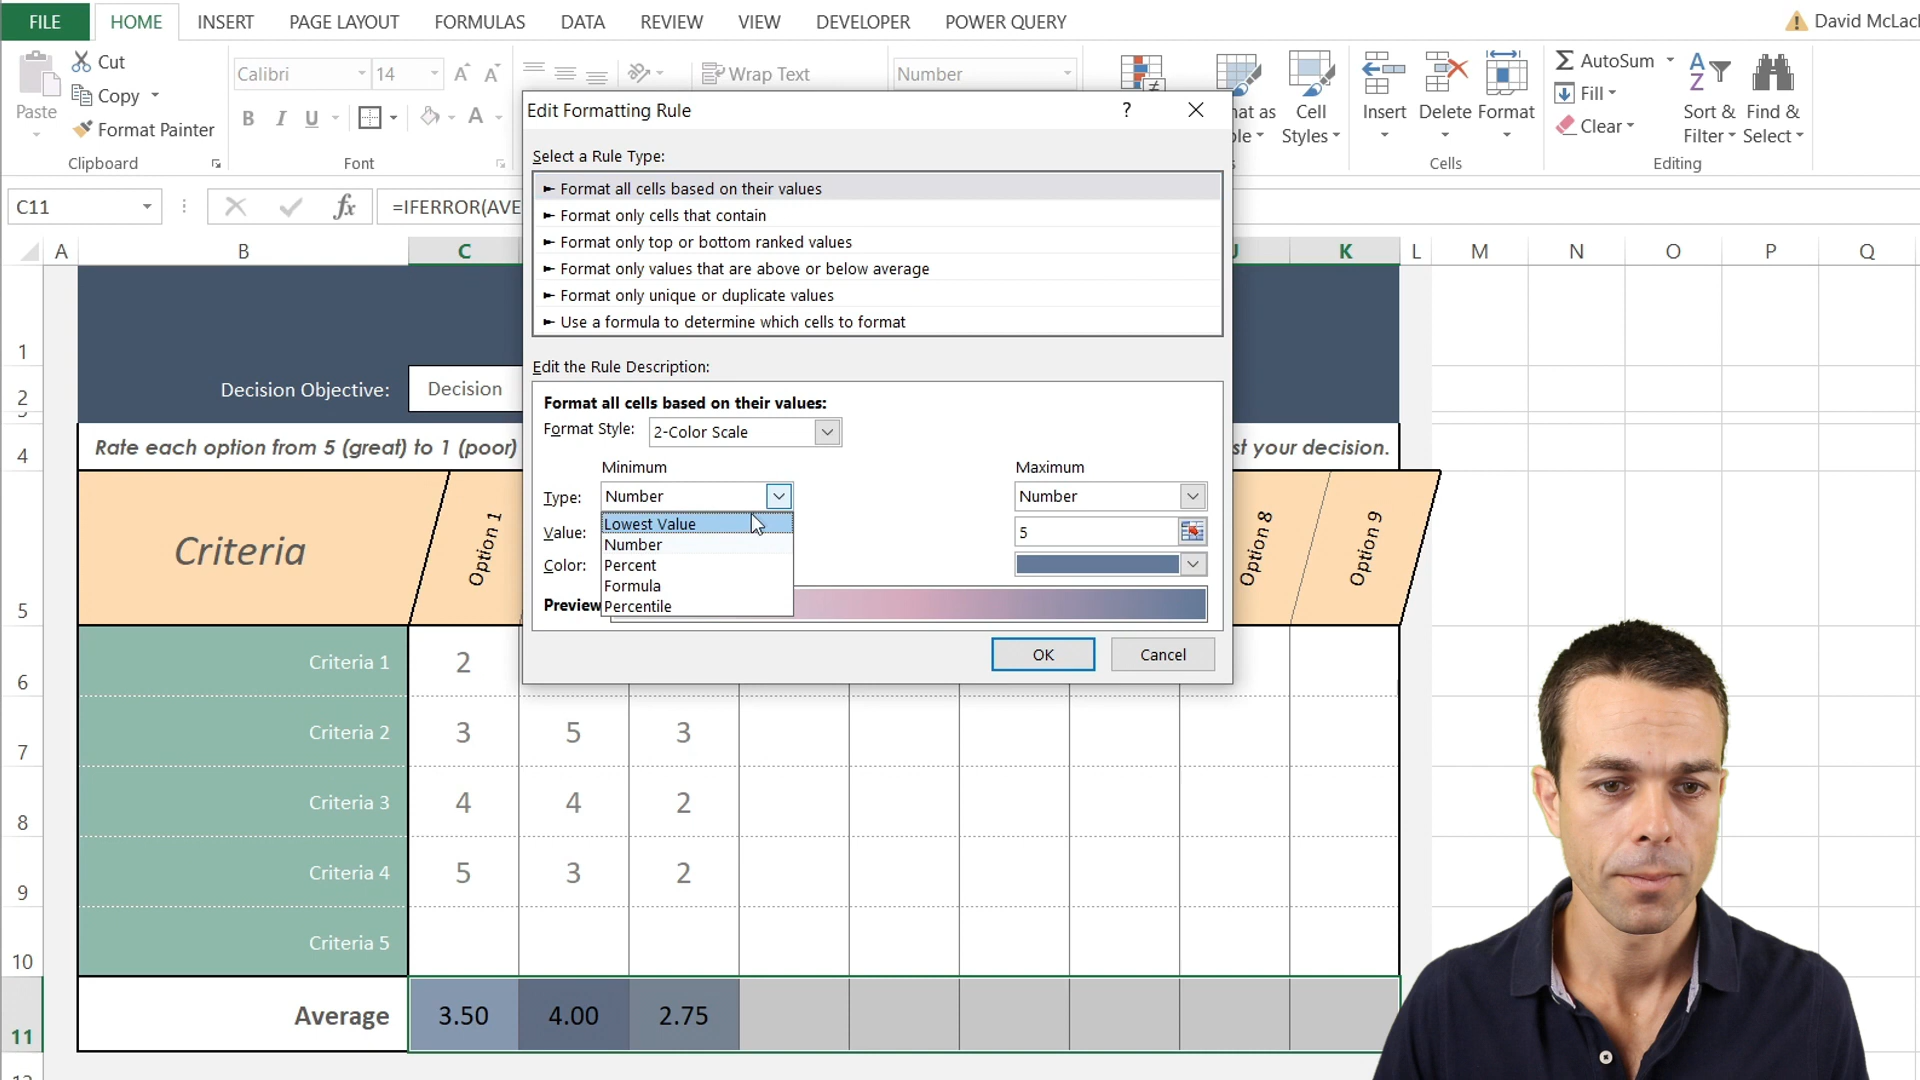 FILE HOME INSERT PAGE LAYOUT FORMULAS DATA REVIEW VIEW DEVELOPER POWER QUERY David McLach
Cut
Copy
Format Painter
Paste
Clipboard
Calibri 14
B I U A
Font
Wrap Text
Number
mat as
ble
Cell
Styles
Insert Delete Format
Cells
AutoSum
Fill
Clear
Sort &
Filter
Find &
Select
Editing
C11 fx =IFERROR(AVE
A B C J K L M N O P Q
1
2
4
5
6
7
8
9
10
11
Decision Objective: Decision
Rate each option from 5 (great) to 1 (poor) st your decision.
Criteria Option 1 Option 8 Option 9
Criteria 1 2
Criteria 2 3 5 3
Criteria 3 4 4 2
Criteria 4 5 3 2
Criteria 5
Average 3.50 4.00 2.75
Edit Formatting Rule ?
Select a Rule Type:
► Format all cells based on their values
► Format only cells that contain
► Format only top or bottom ranked values
► Format only values that are above or below average
► Format only unique or duplicate values
► Use a formula to determine which cells to format
Edit the Rule Description:
Format all cells based on their values:
Format Style: 2-Color Scale
Minimum Maximum
Type: Number Number
Value: 5
Color:
Preview
Lowest Value
Number
Percent
Formula
Percentile
OK Cancel